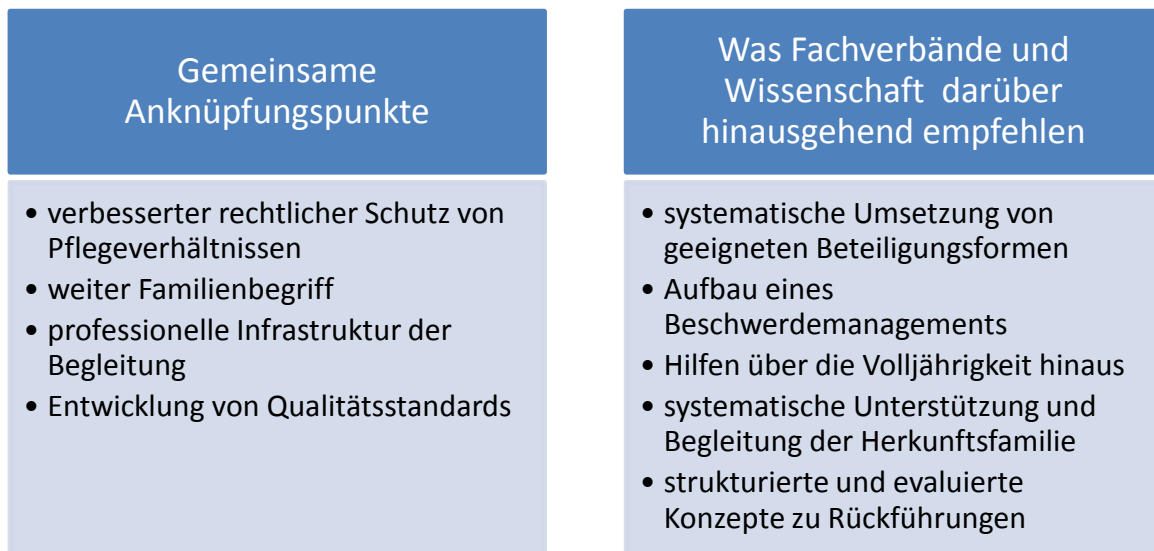 Gemeinsame
Anknüpfungspunkte
• verbesserter rechtlicher Schutz von
Pflegeverhältnissen
• weiter Familienbegriff
• professionelle Infrastruktur der
Begleitung
• Entwicklung von Qualitätsstandards
Was Fachverbände und
Wissenschaft darüber
hinausgehend empfehlen
• systematische Umsetzung von
geeigneten Beteiligungsformen
• Aufbau eines
Beschwerdemanagements
• Hilfen über die Volljährigkeit hinaus
• systematische Unterstützung und
Begleitung der Herkunftsfamilie
• strukturierte und evaluierte
Konzepte zu Rückführungen